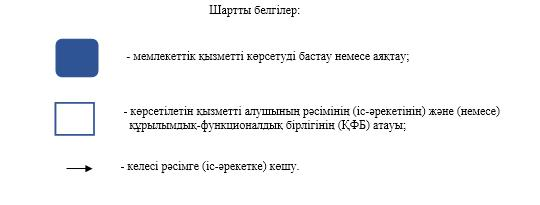 Шартты белгілер:
- мемлекеттік қызметті көрсетуді бастау немесе аяқтау;
- көрсетілетін қызметті алушының рәсімінің (іс-әрекетінің) және (немесе)
құрылымдық-функционалдық бірлігінің (ҚФБ) атауы;
- келесі рәсімге (іс-әрекетке) көшу.